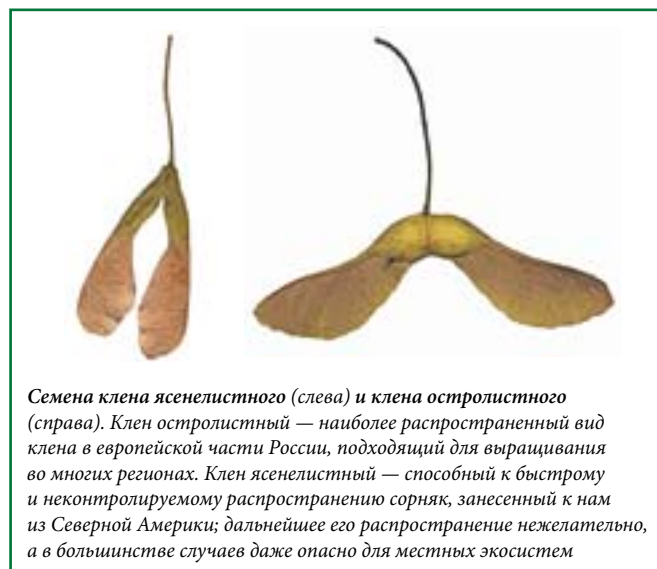 Семена клена ясенелистного (слева) и клена остролистного
(справа). Клен остролистный — наиболее распространенный вид
клена в европейской части России, подходящий для выращивания
во многих регионах. Клен ясенелистный — способный к быстрому
и неконтролируемому распространению сорняк, занесенный к нам
из Северной Америки; дальнейшее его распространение нежелательно,
а в большинстве случаев даже опасно для местных экосистем